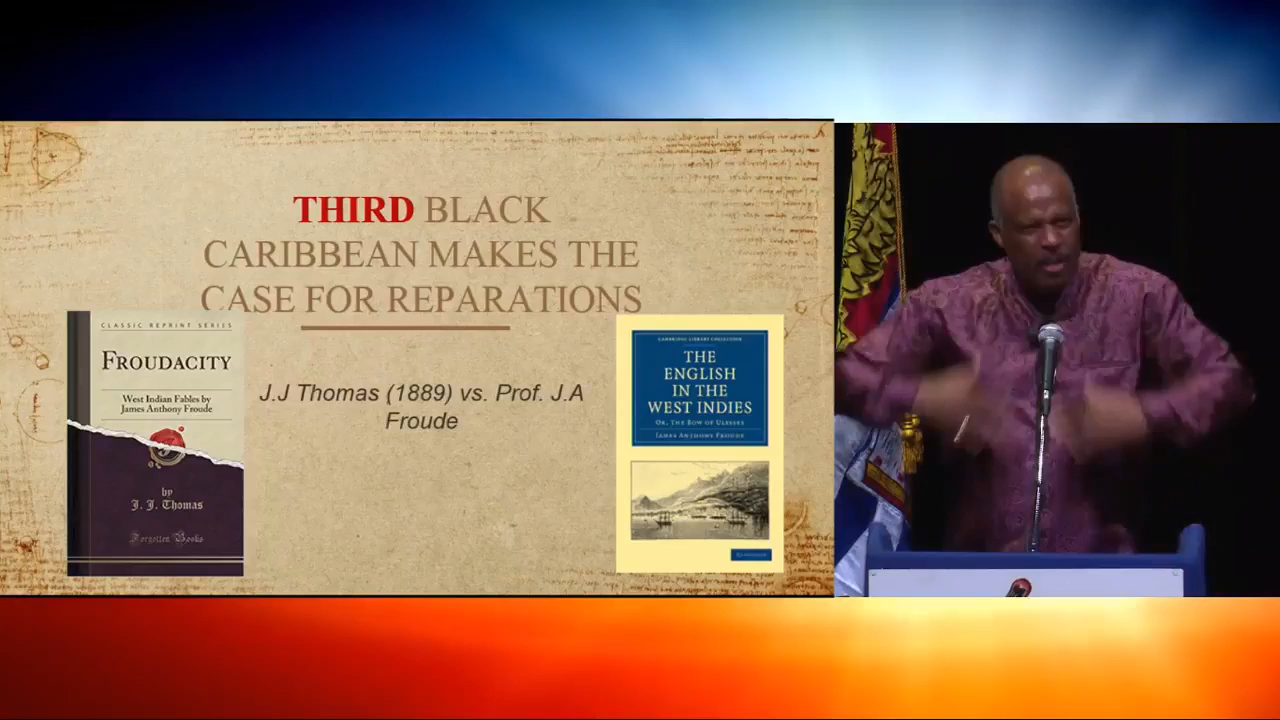 THIRD BLACK
CARIBBEAN MAKES THE
CASE FOR REPARATIONS
J.J Thomas (1889) vs. Prof. J.A
Froude
CLASSIC REPRINT SERIES
FROUDACITY
West Indian Fables by
James Anthony Froude
by
J. J. Thomas
Forgotten Books
CAMBRIDGE LIBRARY COLLECTION
THE
ENGLISH
IN THE
WEST INDIES
OR, THE BOW OF ULYSSES
JAMES ANTHONY FROUDE